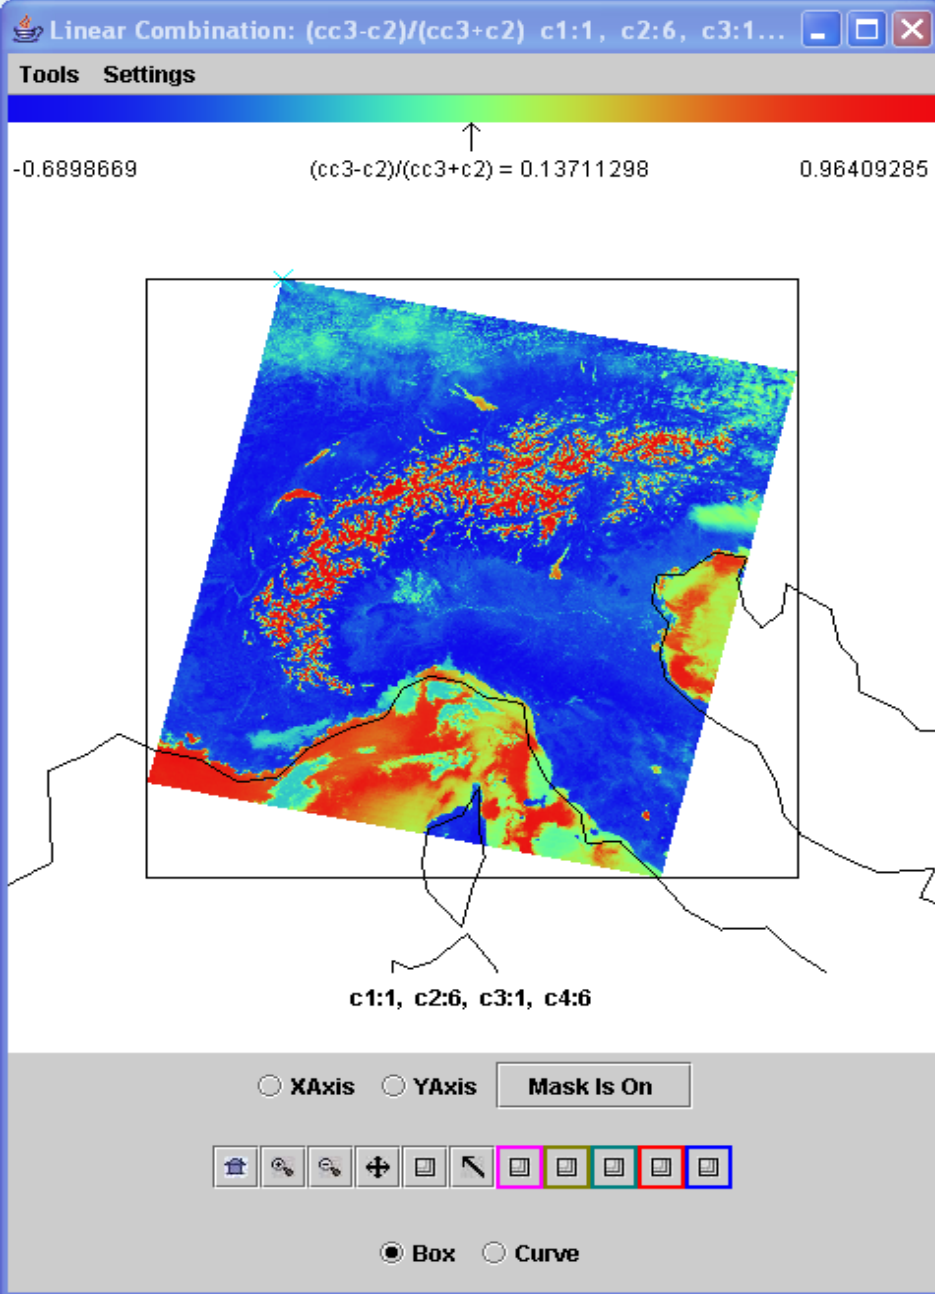 Linear Combination: (cc3-c2)/(cc3+c2) c1:1, c2:6, c3:1...
Tools Settings
-0.6898669 (cc3-c2)/(cc3+c2) = 0.13711298 0.96409285
c1:1, c2:6, c3:1, c4:6
XAxis YAxis Mask Is On
Box Curve